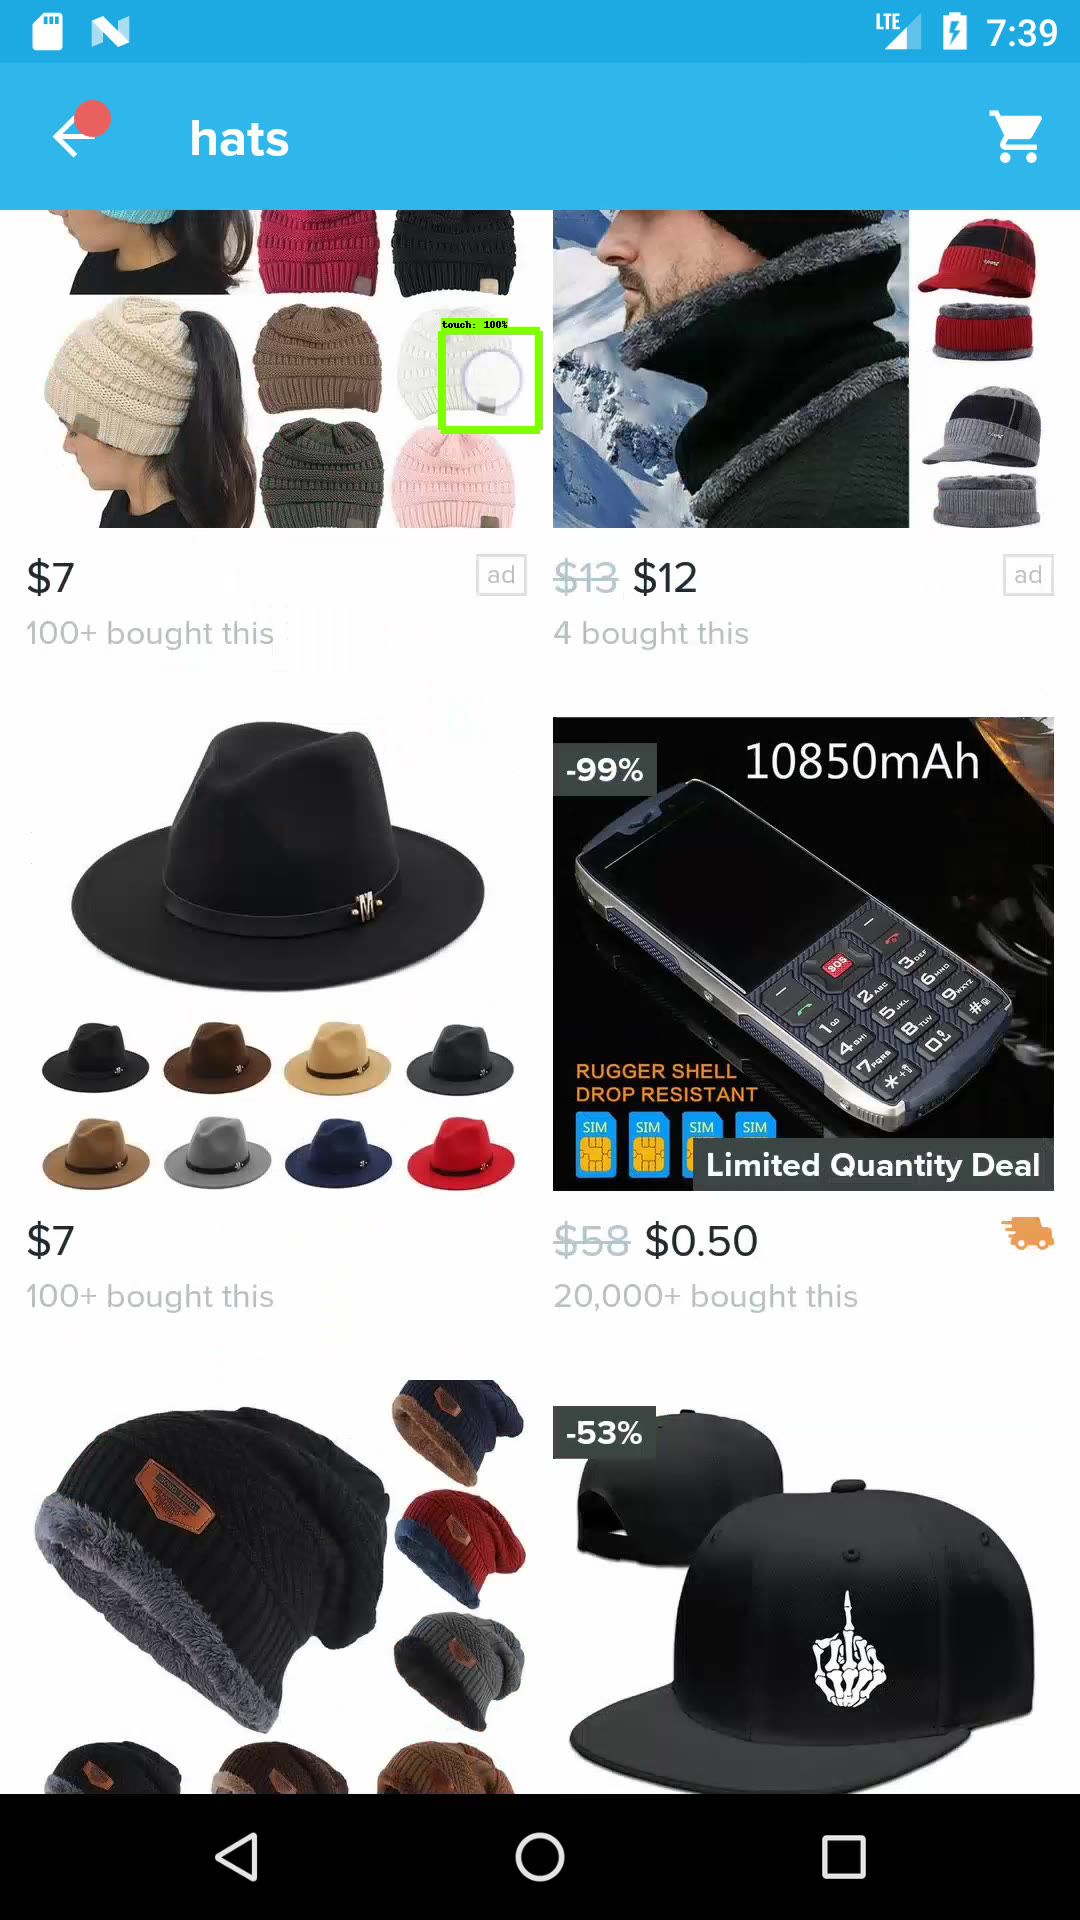 LTE 7:39
hats
touch: 100%
$7 ad
100+ bought this
$13 $12 ad
4 bought this
M
-99% 10850mAh
SOS
RUGGER SHELL
DROP RESISTANT
SIM SIM SIM SIM
Limited Quantity Deal
$7
100+ bought this
$58 $0.50
20,000+ bought this
-53%